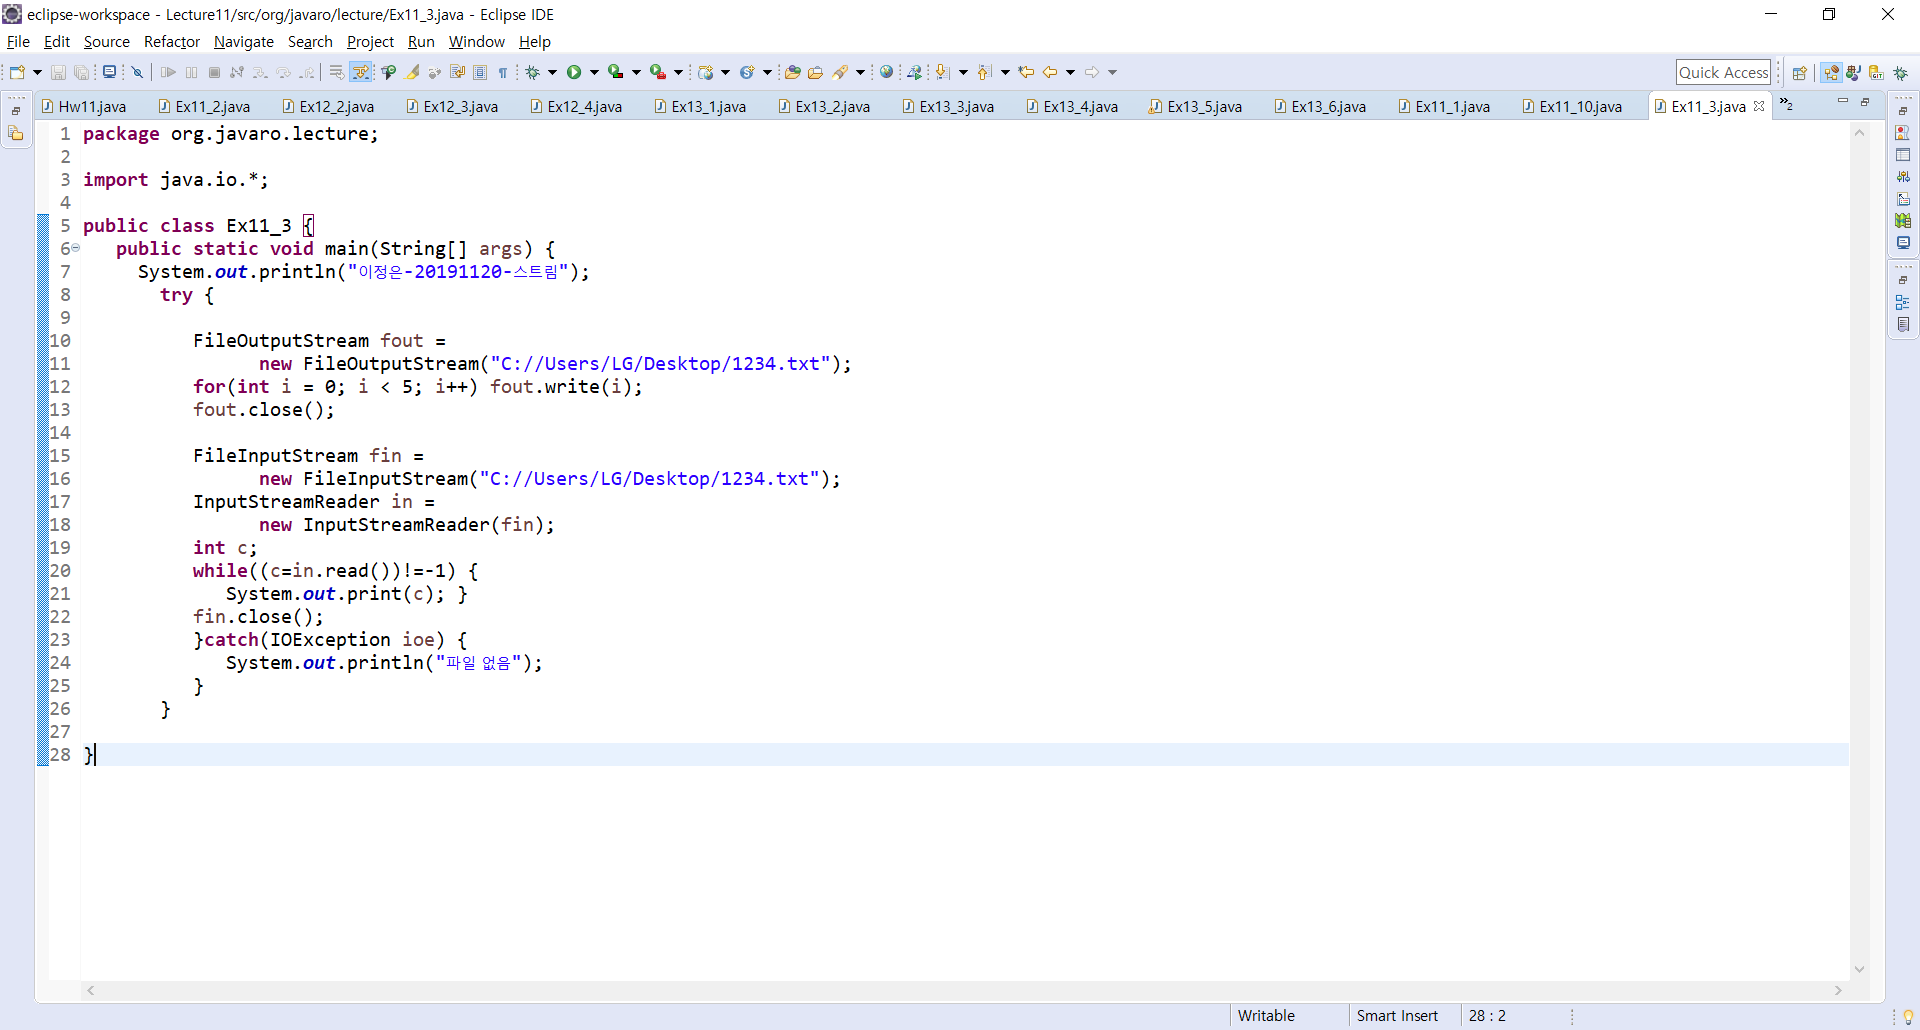 eclipse-workspace - Lecture11/src/org/javaro/lecture/Ex11_3.java - Eclipse IDE
File Edit Source Refactor Navigate Search Project Run Window Help
Quick Access
Hw11.java Ex11_2.java Ex12_2.java Ex12_3.java Ex12_4.java Ex13_1.java Ex13_2.java Ex13_3.java Ex13_4.java Ex13_5.java Ex13_6.java Ex11_1.java Ex11_10.java Ex11_3.java »2
1 package org.javaro.lecture;
2
3 import java.io.*;
4
5 public class Ex11_3 {
6 public static void main(String[] args) {
7 System.out.println("이정은-20191120-스트림");
8 try {
9
10 FileOutputStream fout =
11 new FileOutputStream("C://Users/LG/Desktop/1234.txt");
12 for(int i = 0; i < 5; i++) fout.write(i);
13 fout.close();
14
15 FileInputStream fin =
16 new FileInputStream("C://Users/LG/Desktop/1234.txt");
17 InputStreamReader in =
18 new InputStreamReader(fin);
19 int c;
20 while((c=in.read())!=-1) {
21 System.out.print(c); }
22 fin.close();
23 }catch(IOException ioe) {
24 System.out.println("파일 없음");
25 }
26 }
27
28 }
Writable Smart Insert 28 : 2